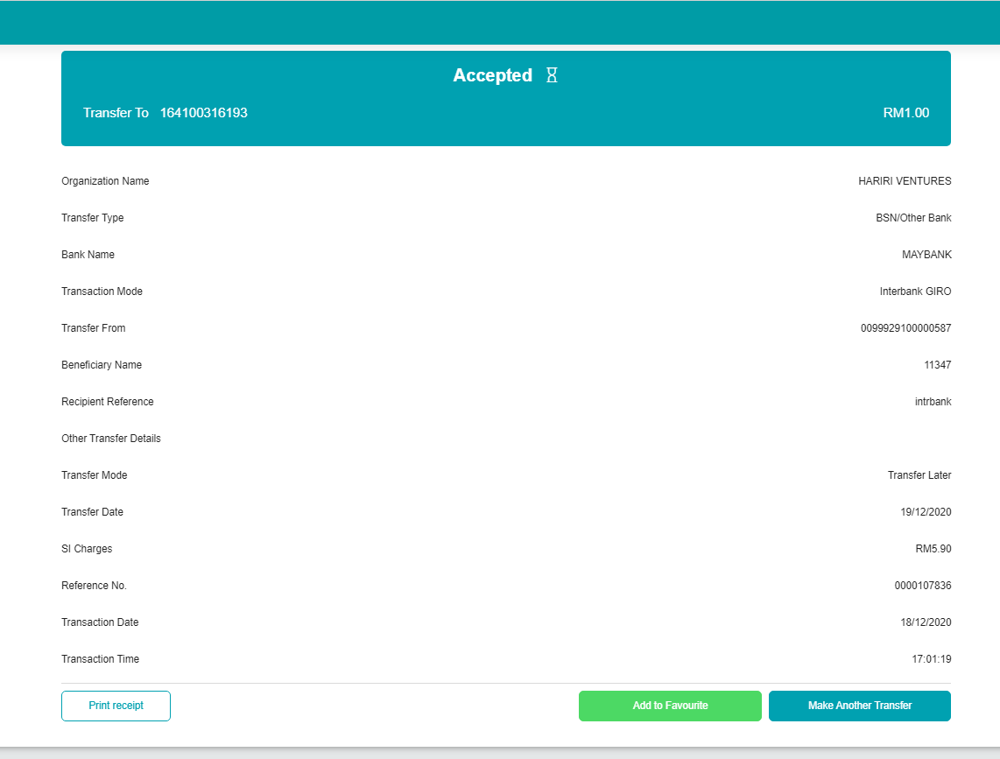 Accepted
Transfer To 164100316193 RM1.00
Organization Name HARIRI VENTURES
Transfer Type BSN/Other Bank
Bank Name MAYBANK
Transaction Mode Interbank GIRO
Transfer From 0099929100000587
Beneficiary Name 11347
Recipient Reference intrbank
Other Transfer Details
Transfer Mode Transfer Later
Transfer Date 19/12/2020
SI Charges RM5.90
Reference No. 0000107836
Transaction Date 18/12/2020
Transaction Time 17:01:19
Print receipt Add to Favourite Make Another Transfer